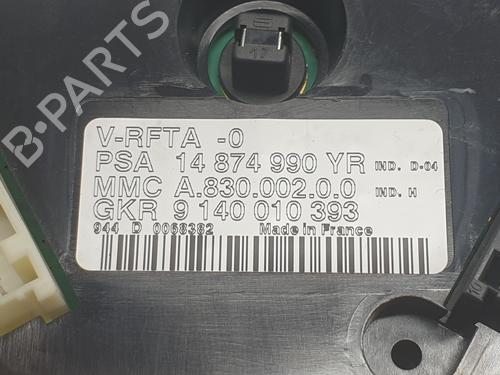 B-PARTS
17
V-RFTA -0
PSA 14 874 990 YR IND. D-04
MMC A.830.002.0.0 IND. H
GKR 9 140 010 393
944 D 0068382 Made in France